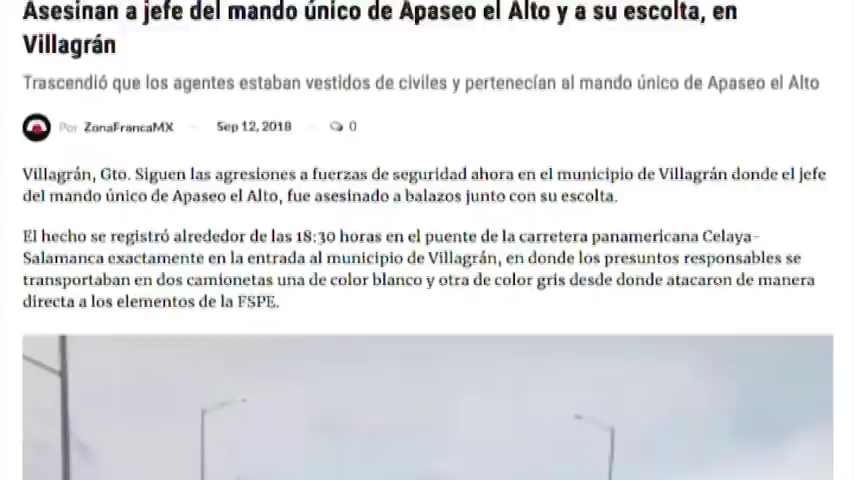 Asesinan a jefe del mando único de Apaseo el Alto y a su escolta, en
Villagrán
Trascendió que los agentes estaban vestidos de civiles y pertenecían al mando único de Apaseo el Alto
Por ZonaFrancaMX — Sep 12, 2018 — 0
Villagrán, Gto. Siguen las agresiones a fuerzas de seguridad ahora en el municipio de Villagrán donde el jefe
del mando único de Apaseo el Alto, fue asesinado a balazos junto con su escolta.
El hecho se registró alrededor de las 18:30 horas en el puente de la carretera panamericana Celaya-
Salamanca exactamente en la entrada al municipio de Villagrán, en donde los presuntos responsables se
transportaban en dos camionetas una de color blanco y otra de color gris desde donde atacaron de manera
directa a los elementos de la FSPE.